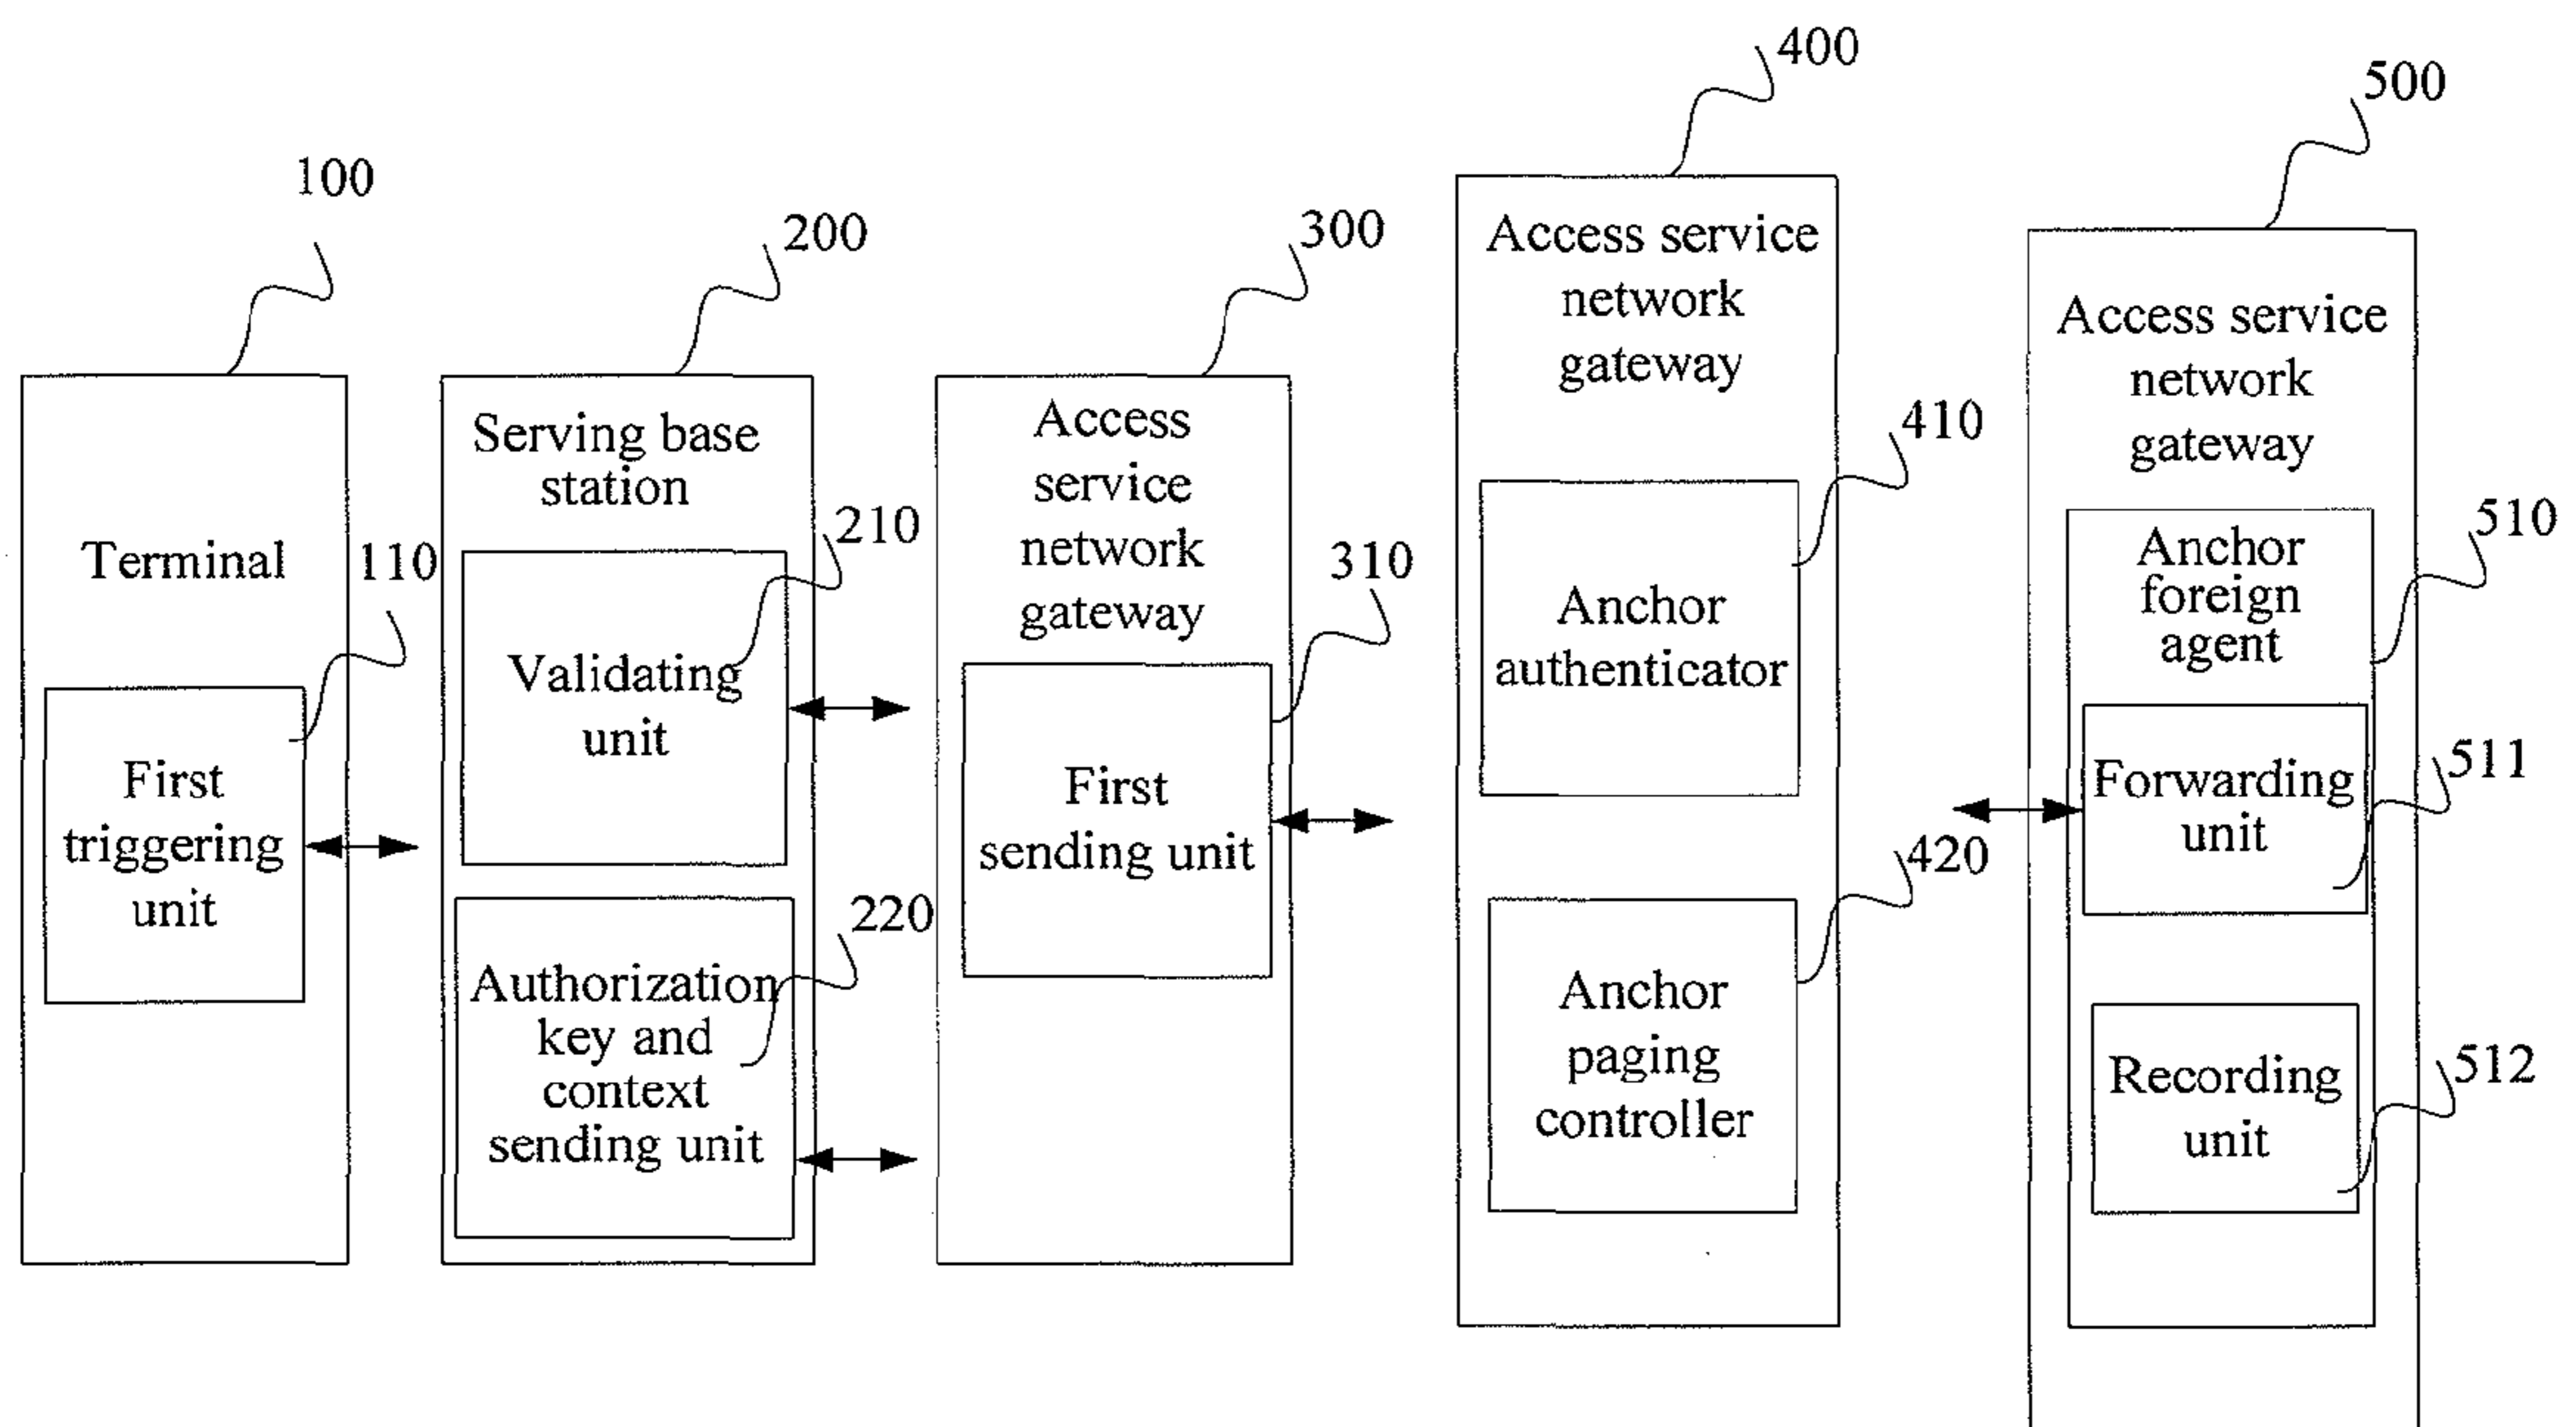 100
Terminal
110
First
triggering
unit
200
Serving base
station
210
Validating
unit
220
Authorization
key and
context
sending unit
300
Access
service
network
gateway
310
First
sending unit
400
Access service
network
gateway
410
Anchor
authenticator
420
Anchor
paging
controller
500
Access service
network
gateway
510
Anchor
foreign
agent
511
Forwarding
unit
512
Recording
unit